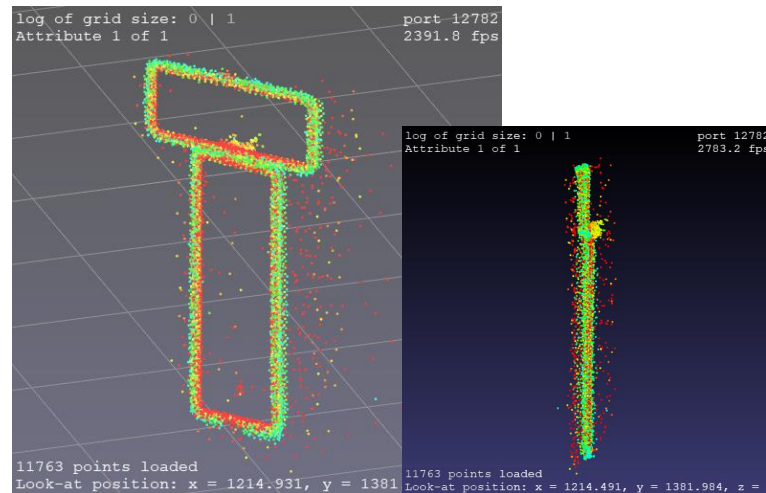 log of grid size: 0 | 1
port 12782
Attribute 1 of 1
2391.8 fps
11763 points loaded
Look-at position: x = 1214.931, y = 1381
log of grid size: 0 | 1
port 12782
Attribute 1 of 1
2783.2 fps
11763 points loaded
Look-at position: x = 1214.491, y = 1381.984, z =